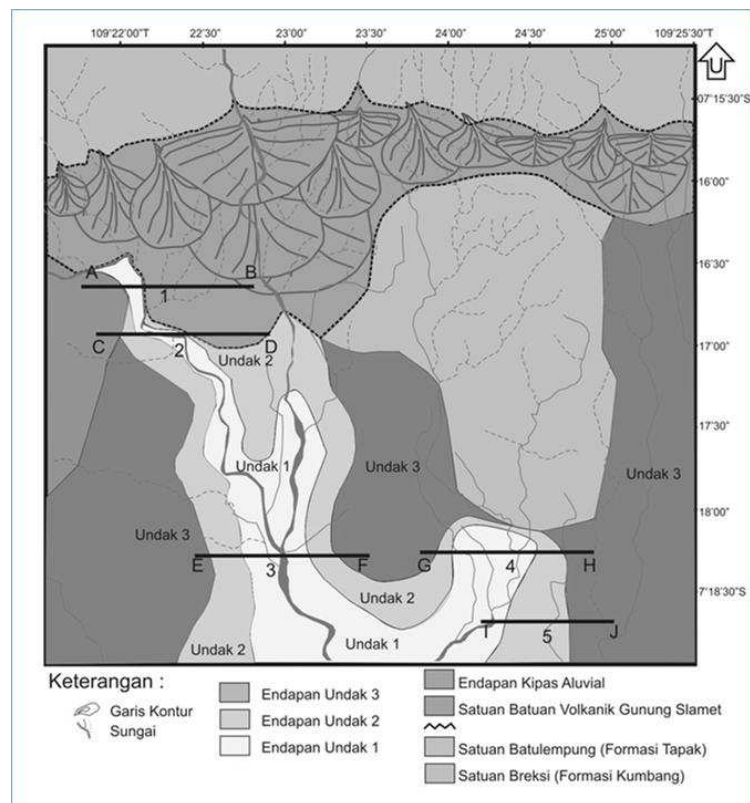 109°22'00"T 22'30" 23'00" 23'30" 24'00" 24'30" 25'00" 109°25'30"T
U
07°15'30"S
16'00"
16'30"
A B
1
17'00"
C D
2
Undak 2
17'30"
Undak 1 Undak 3 Undak 3
18'00"
Undak 3
E F G H
3 4
7°18'30"S
Undak 2
I J
5
Undak 2 Undak 1
Keterangan :
Garis Kontur
Sungai
Endapan Undak 3
Endapan Undak 2
Endapan Undak 1
Endapan Kipas Aluvial
Satuan Batuan Volkanik Gunung Slamet
Satuan Batulempung (Formasi Tapak)
Satuan Breksi (Formasi Kumbang)